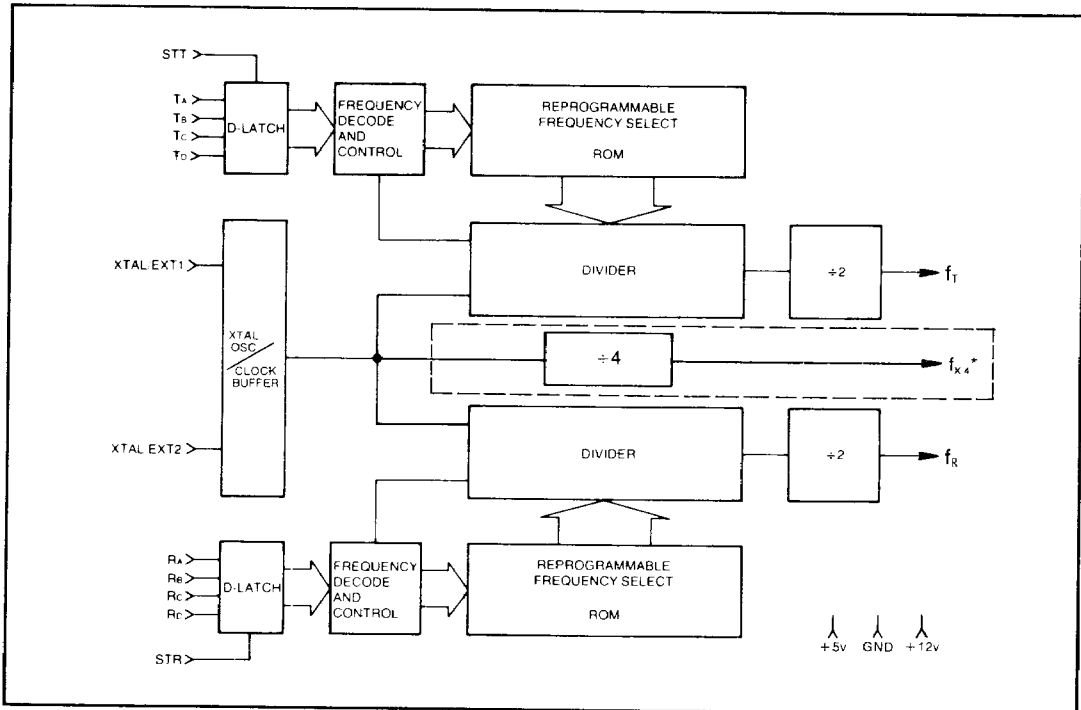 STT
TA
TB
TC
TD
D-LATCH
FREQUENCY
DECODE
AND
CONTROL
REPROGRAMMABLE
FREQUENCY SELECT
ROM
XTAL/EXT1
XTAL
OSC
CLOCK
BUFFER
XTAL/EXT2
DIVIDER
÷2
fT
÷4
fX4*
DIVIDER
÷2
fR
RA
RB
RC
RD
STR
D-LATCH
FREQUENCY
DECODE
AND
CONTROL
REPROGRAMMABLE
FREQUENCY SELECT
ROM
+5v GND +12v